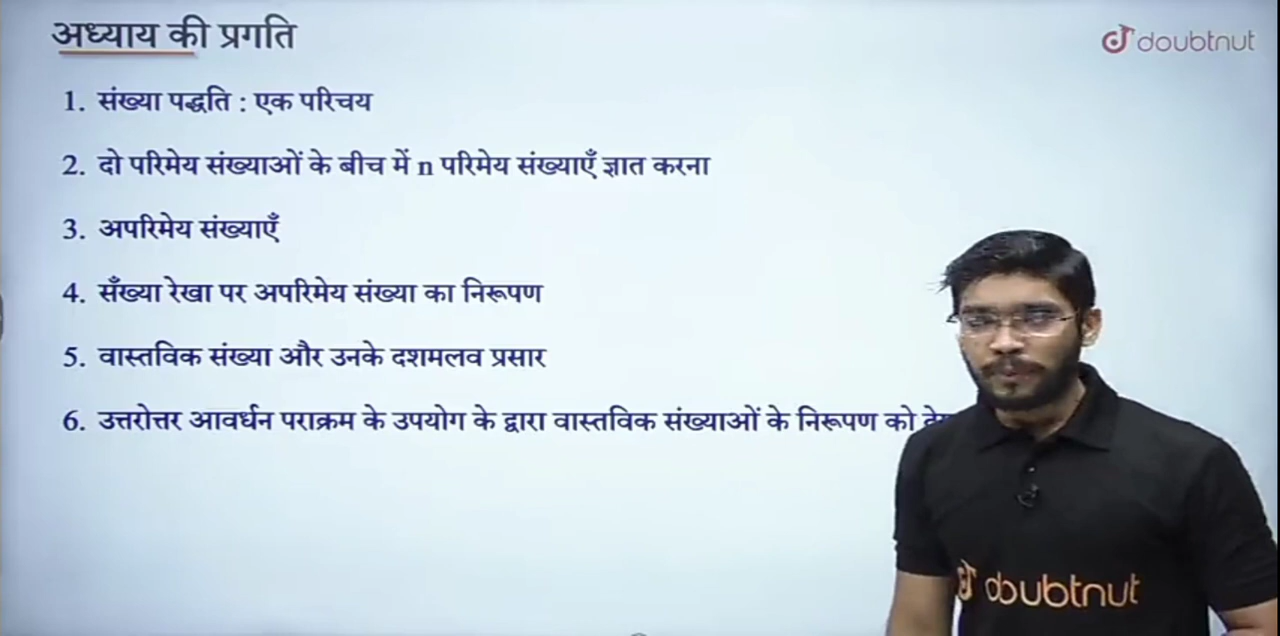 अध्याय की प्रगति
doubtnut
1. संख्या पद्धति : एक परिचय
2. दो परिमेय संख्याओं के बीच में n परिमेय संख्याएँ ज्ञात करना
3. अपरिमेय संख्याएँ
4. सँख्या रेखा पर अपरिमेय संख्या का निरूपण
5. वास्तविक संख्या और उनके दशमलव प्रसार
6. उत्तरोत्तर आवर्धन पराक्रम के उपयोग के द्वारा वास्तविक संख्याओं के निरूपण को
doubtnut